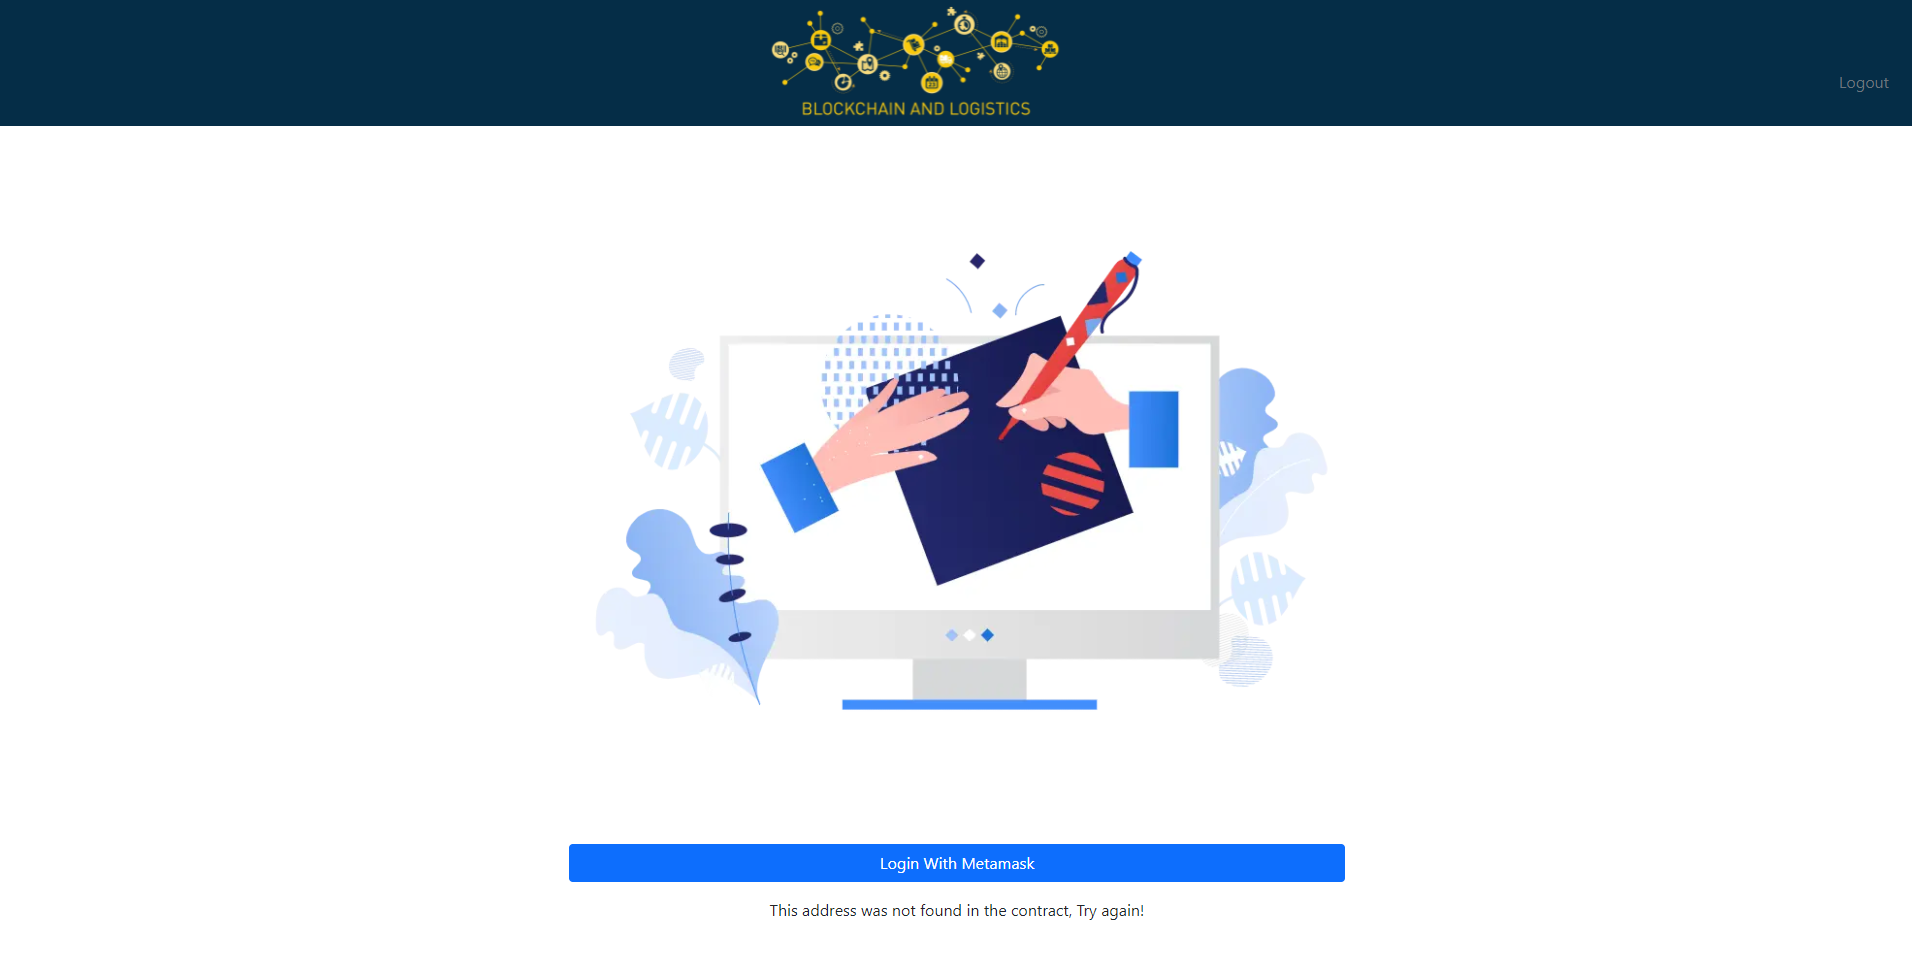 BLOCKCHAIN AND LOGISTICS
Logout
Login With Metamask
This address was not found in the contract, Try again!